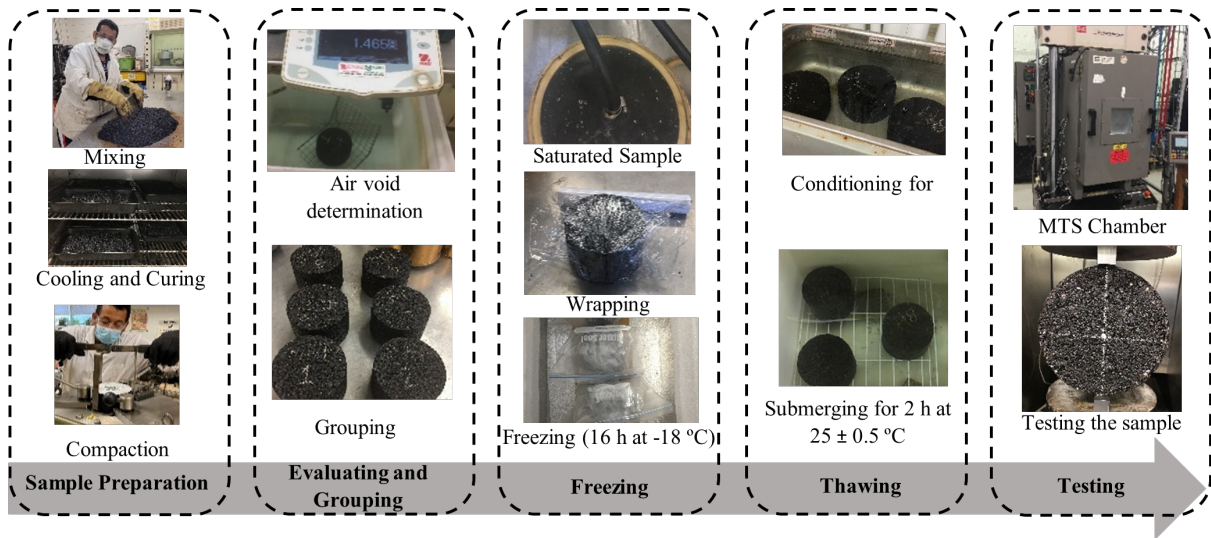 Mixing
Cooling and Curing
Compaction
Sample Preparation
1.465
Air void
determination
Grouping
Evaluating and
Grouping
Saturated Sample
Wrapping
Freezing (16 h at -18 ºC)
Freezing
Conditioning for
Submerging for 2 h at
25 ± 0.5 ºC
Thawing
MTS Chamber
Testing the sample
Testing